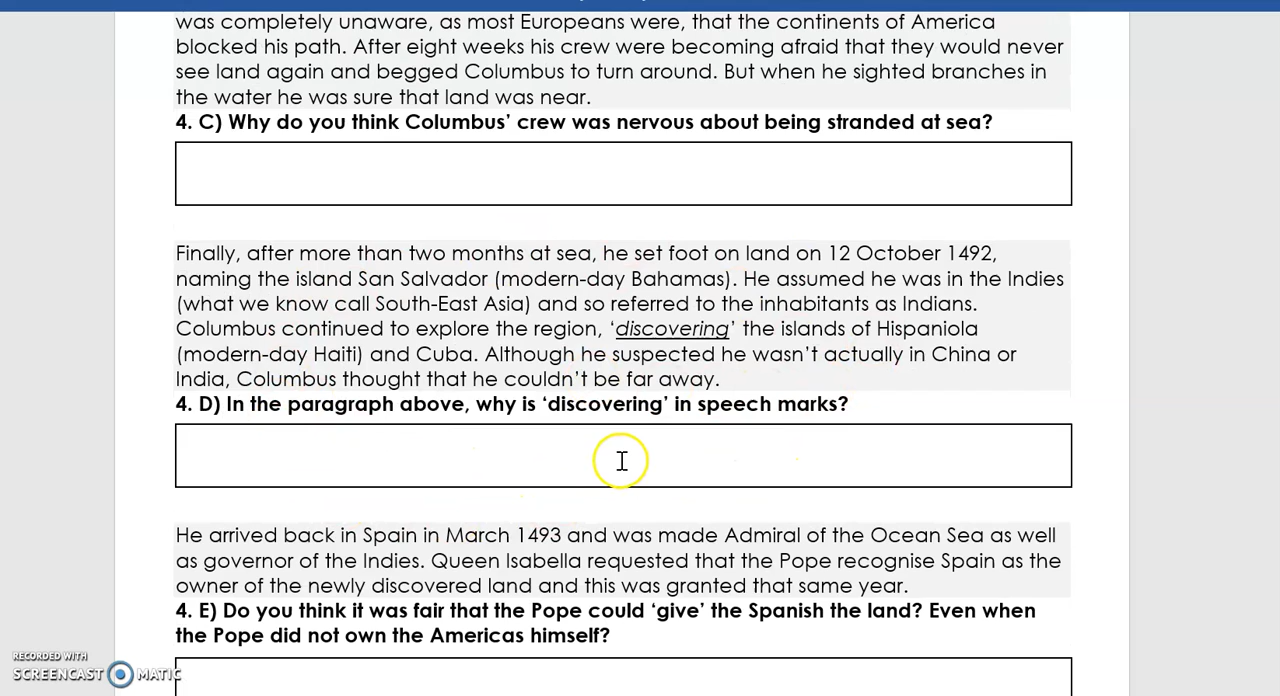 was completely unaware, as most Europeans were, that the continents of America
blocked his path. After eight weeks his crew were becoming afraid that they would never
see land again and begged Columbus to turn around. But when he sighted branches in
the water he was sure that land was near.
4. C) Why do you think Columbus’ crew was nervous about being stranded at sea?
Finally, after more than two months at sea, he set foot on land on 12 October 1492,
naming the island San Salvador (modern-day Bahamas). He assumed he was in the Indies
(what we know call South-East Asia) and so referred to the inhabitants as Indians.
Columbus continued to explore the region, ‘discovering’ the islands of Hispaniola
(modern-day Haiti) and Cuba. Although he suspected he wasn’t actually in China or
India, Columbus thought that he couldn’t be far away.
4. D) In the paragraph above, why is ‘discovering’ in speech marks?
He arrived back in Spain in March 1493 and was made Admiral of the Ocean Sea as well
as governor of the Indies. Queen Isabella requested that the Pope recognise Spain as the
owner of the newly discovered land and this was granted that same year.
4. E) Do you think it was fair that the Pope could ‘give’ the Spanish the land? Even when
the Pope did not own the Americas himself?
RECORDED WITH
SCREENCAST MATIC